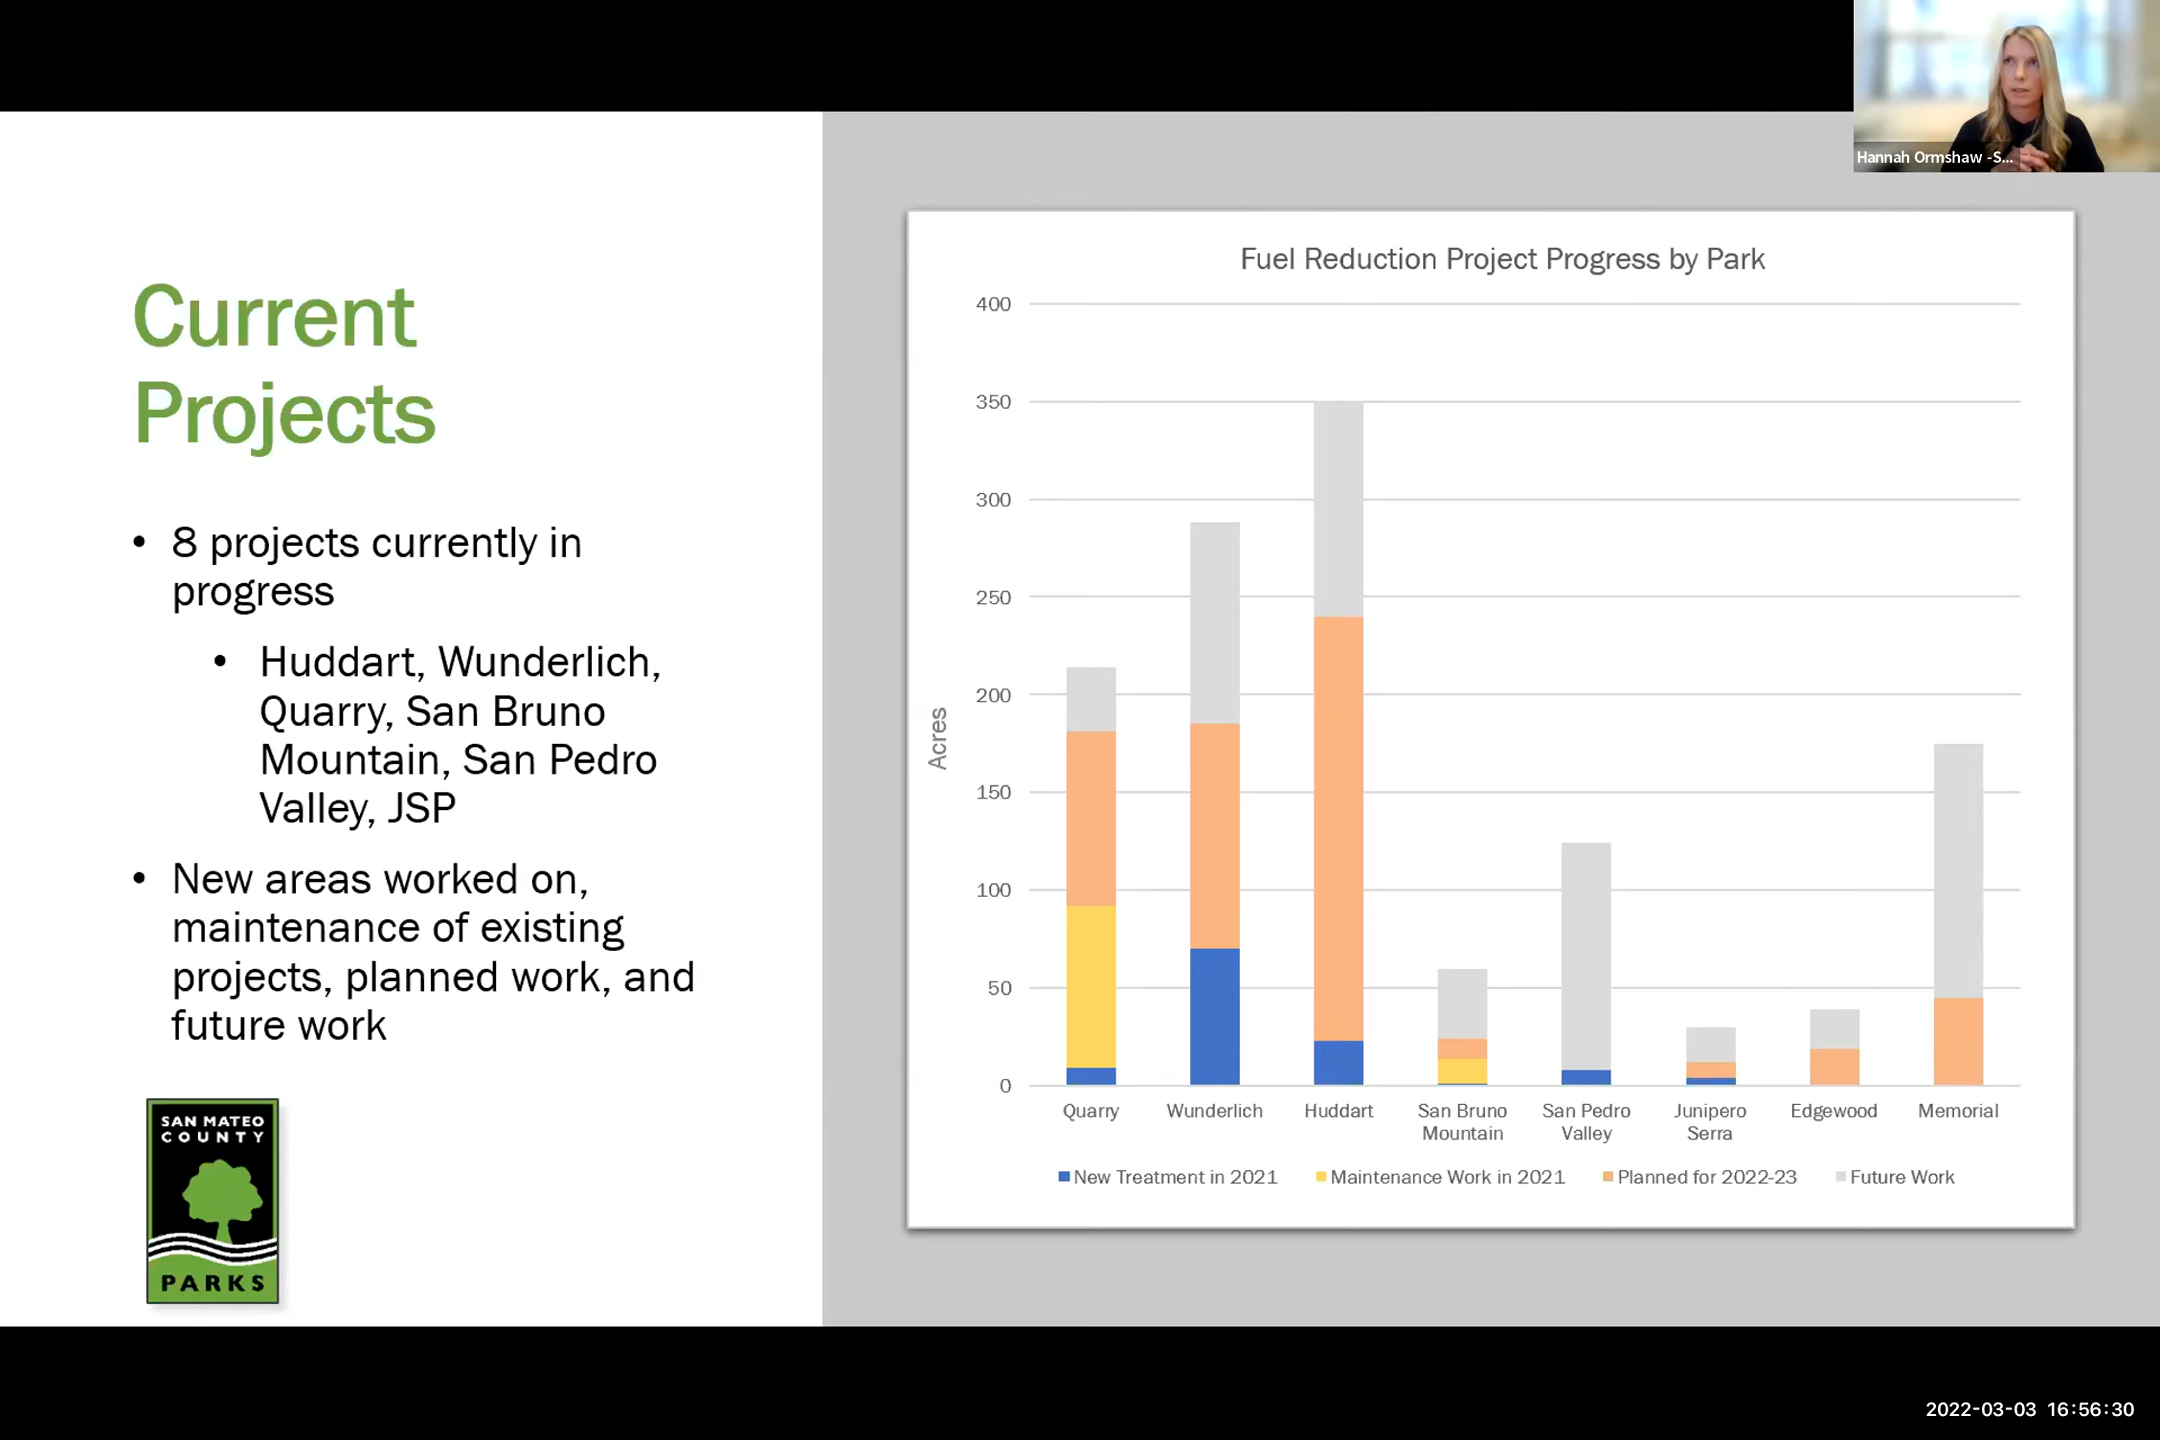 Hannah Ormshaw -S...
Current
Projects
• 8 projects currently in
progress
• Huddart, Wunderlich,
Quarry, San Bruno
Mountain, San Pedro
Valley, JSP
• New areas worked on,
maintenance of existing
projects, planned work, and
future work
SAN MATEO
COUNTY
PARKS
Fuel Reduction Project Progress by Park
400
350
300
250
200
150
100
50
0
Acres
Quarry
Wunderlich
Huddart
San Bruno
Mountain
San Pedro
Valley
Junipero
Serra
Edgewood
Memorial
New Treatment in 2021
Maintenance Work in 2021
Planned for 2022-23
Future Work
2022-03-03 16:56:30